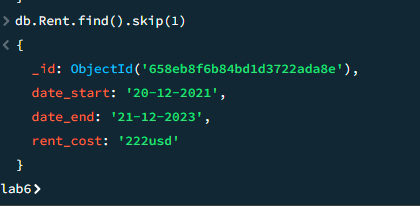 > db.Rent.find().skip(1)
< {
_id: ObjectId('658eb8f6b84bd1d3722ada8e'),
date_start: '20-12-2021',
date_end: '21-12-2023',
rent_cost: '222usd'
}
lab6>